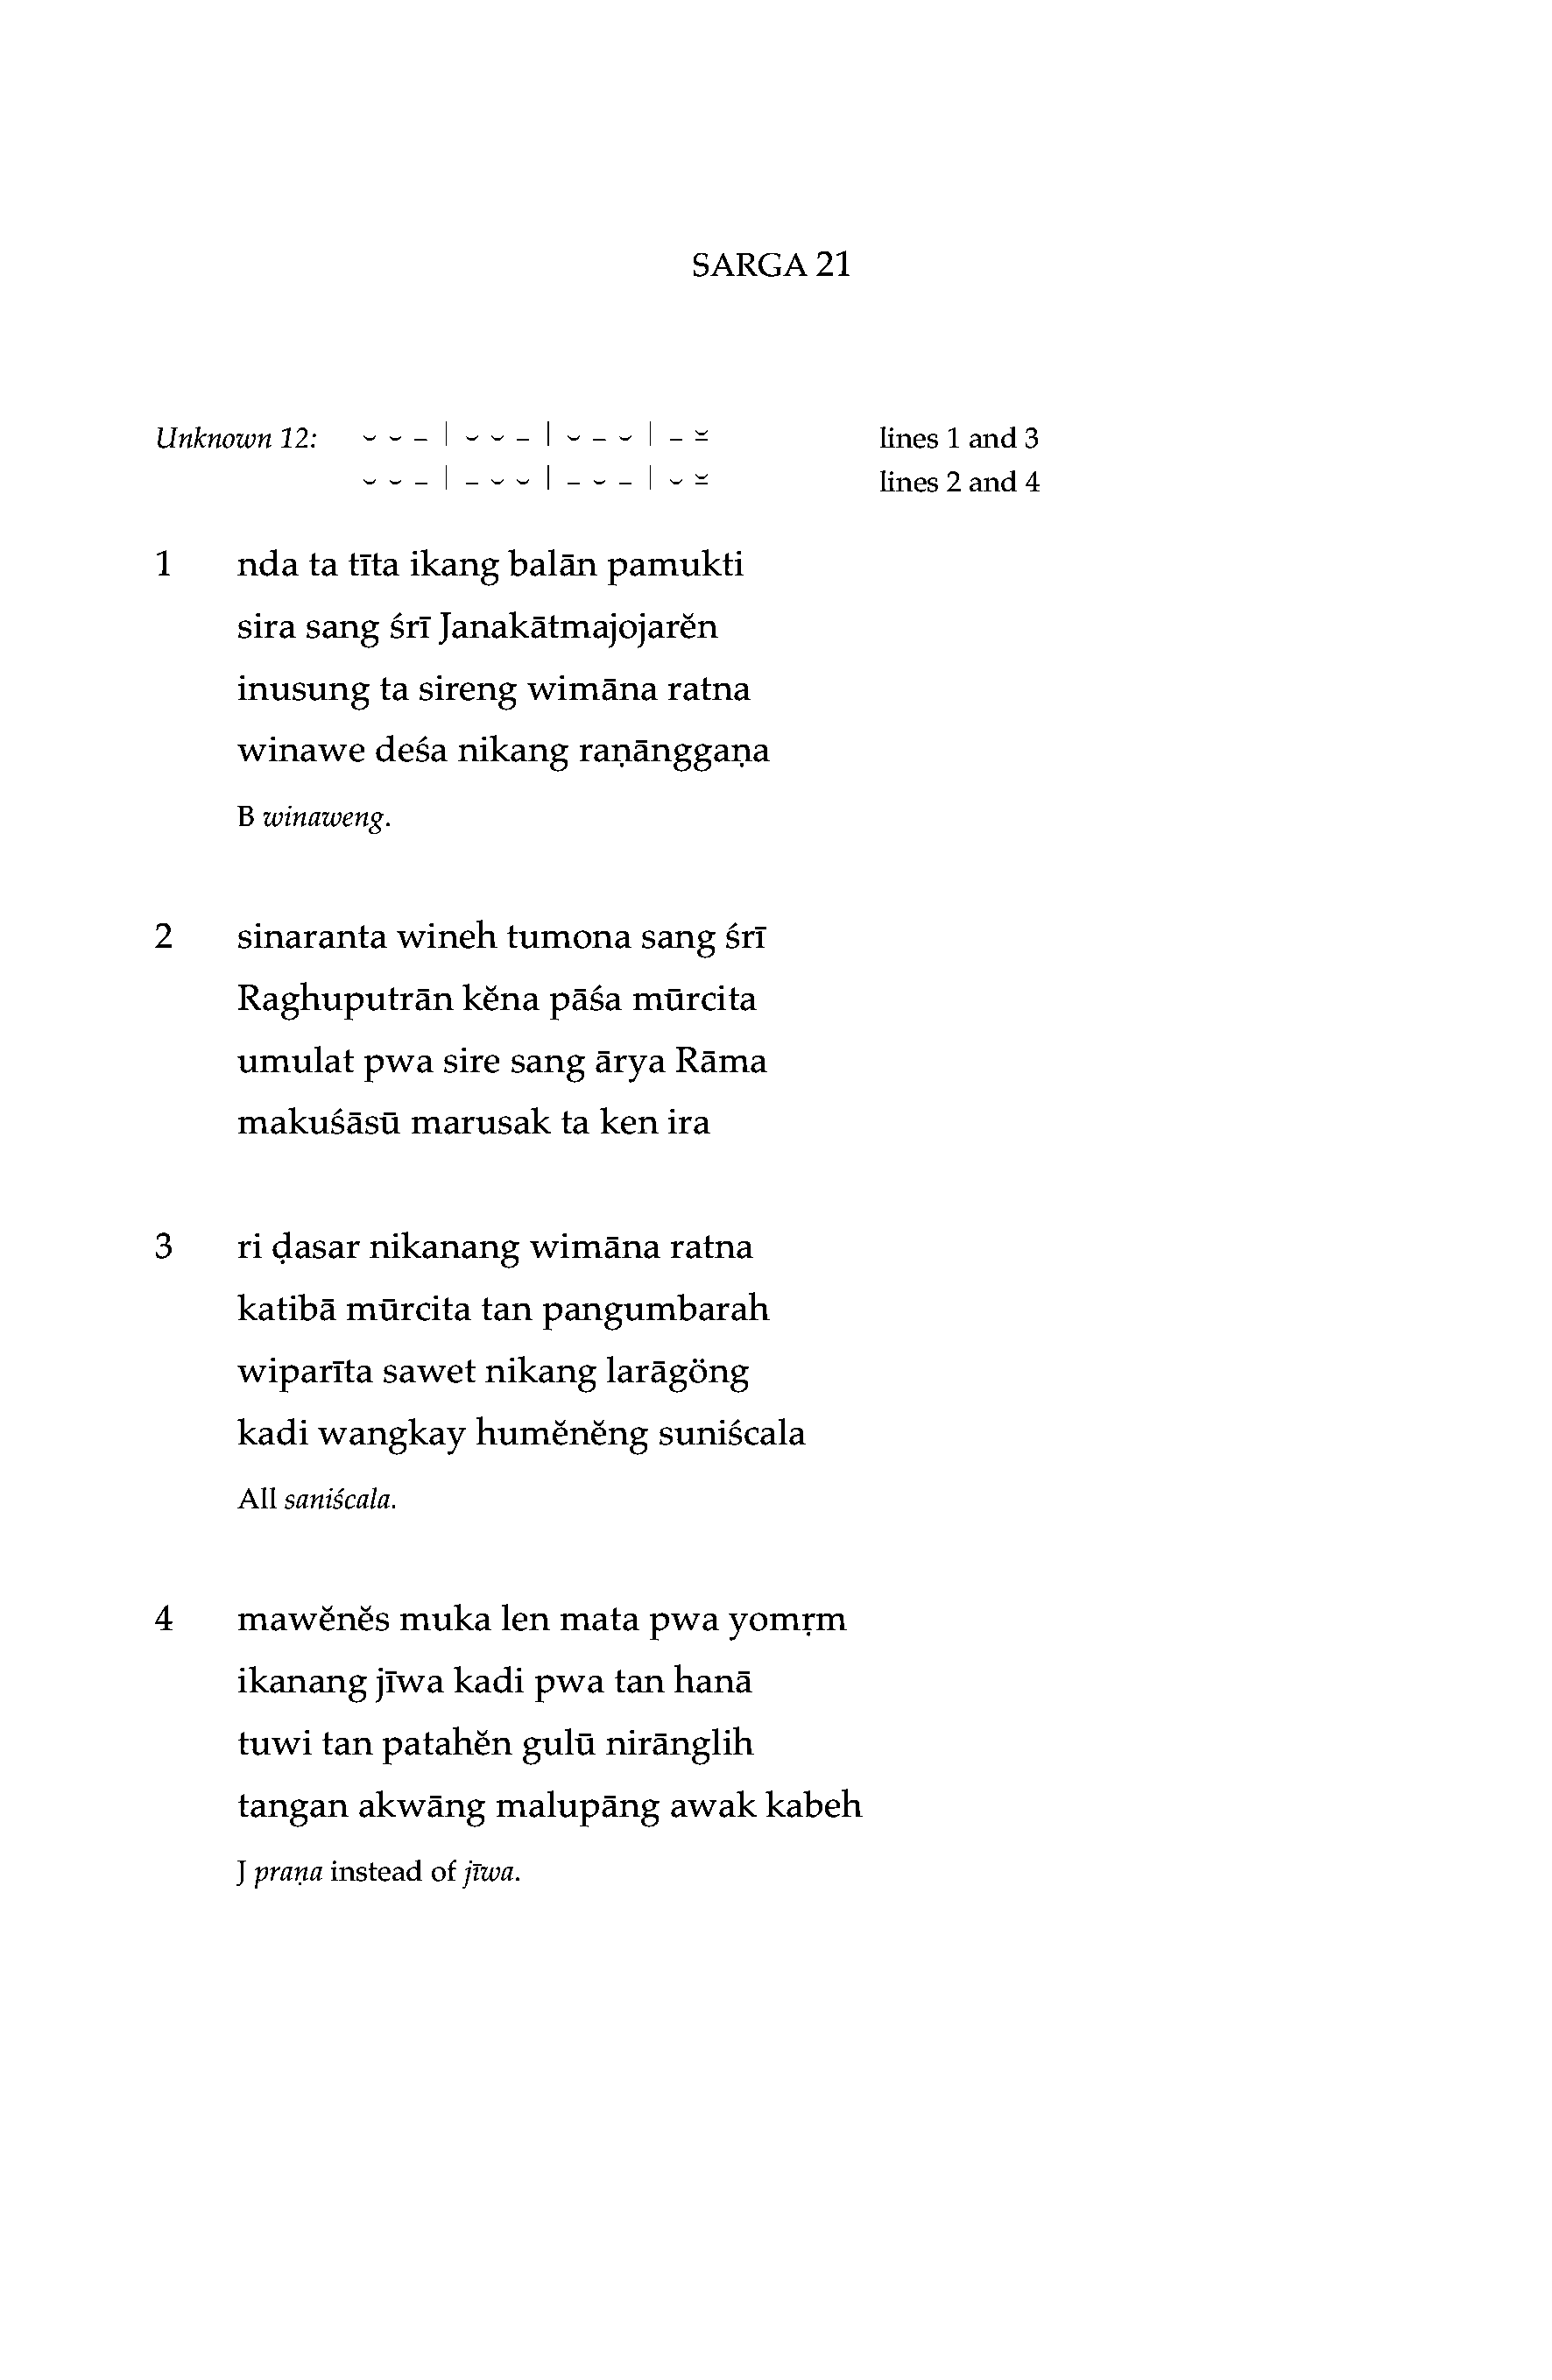 SARGA 21
Unknown 12: ⏑ ⏑ – | ⏑ ⏑ – | ⏑ – ⏑ | – ⏓ lines 1 and 3
⏑ ⏑ – | – ⏑ ⏑ | – ⏑ – | ⏑ ⏓ lines 2 and 4
1 nda ta tīta ikang balān pamukti
sira sang śrī Janakātmajojarĕn
inusung ta sireng wimāna ratna
winawe deśa nikang raṇānggaṇa
B winaweng.
2 sinaranta wineh tumona sang śrī
Raghuputrān kĕna pāśa mūrcita
umulat pwa sire sang ārya Rāma
makuśāsū marusak ta ken ira
3 ri ḍasar nikanang wimāna ratna
katibā mūrcita tan pangumbarah
wiparīta sawet nikang larāgöng
kadi wangkay humĕnĕng suniścala
All saniścala.
4 mawĕnĕs muka len mata pwa yomṛm
ikanang jīwa kadi pwa tan hanā
tuwi tan patahĕn gulū nirānglih
tangan akwāng malupāng awak kabeh
J praṇa instead of jīwa.